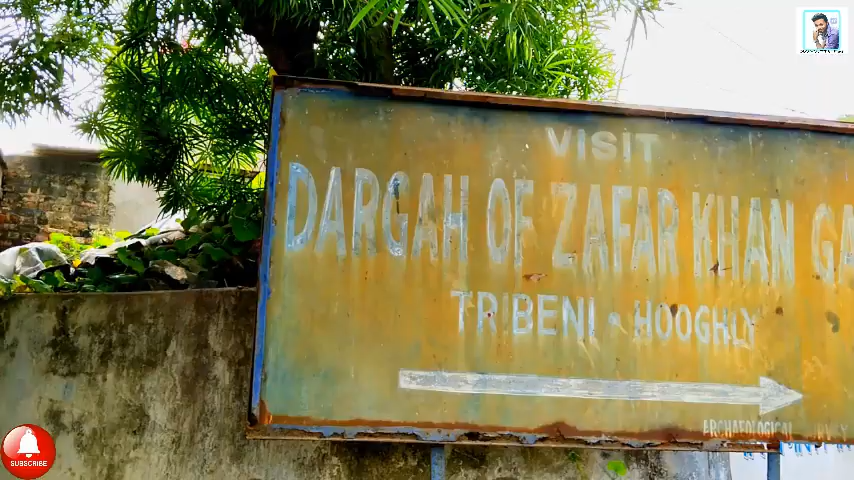 VISIT
DARGAH OF ZAFAR KHAN GA
TRIBENI · HOOGHLY
ARCHAEOLOGICAL
SUBSCRIBE